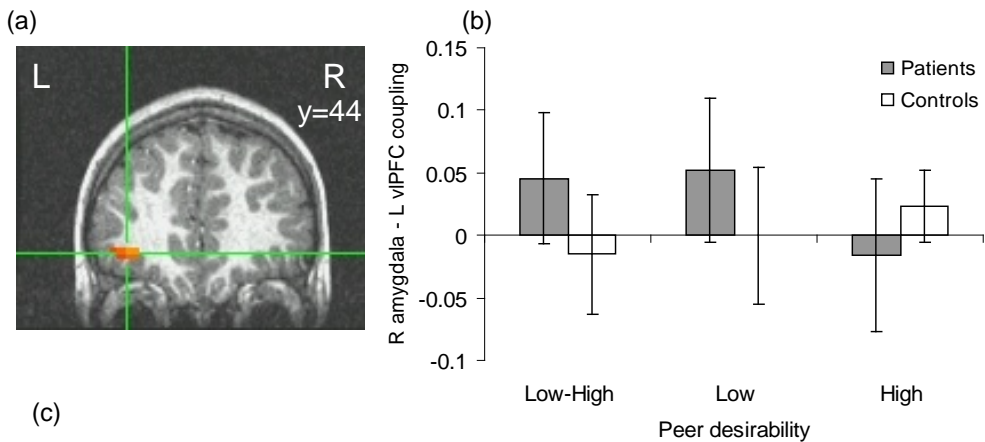 (a)
L
R
y=44
(b)
0.15
0.1
0.05
0
-0.05
-0.1
R amygdala - L vlPFC coupling
Patients
Controls
Low-High
Low
High
Peer desirability
(c)